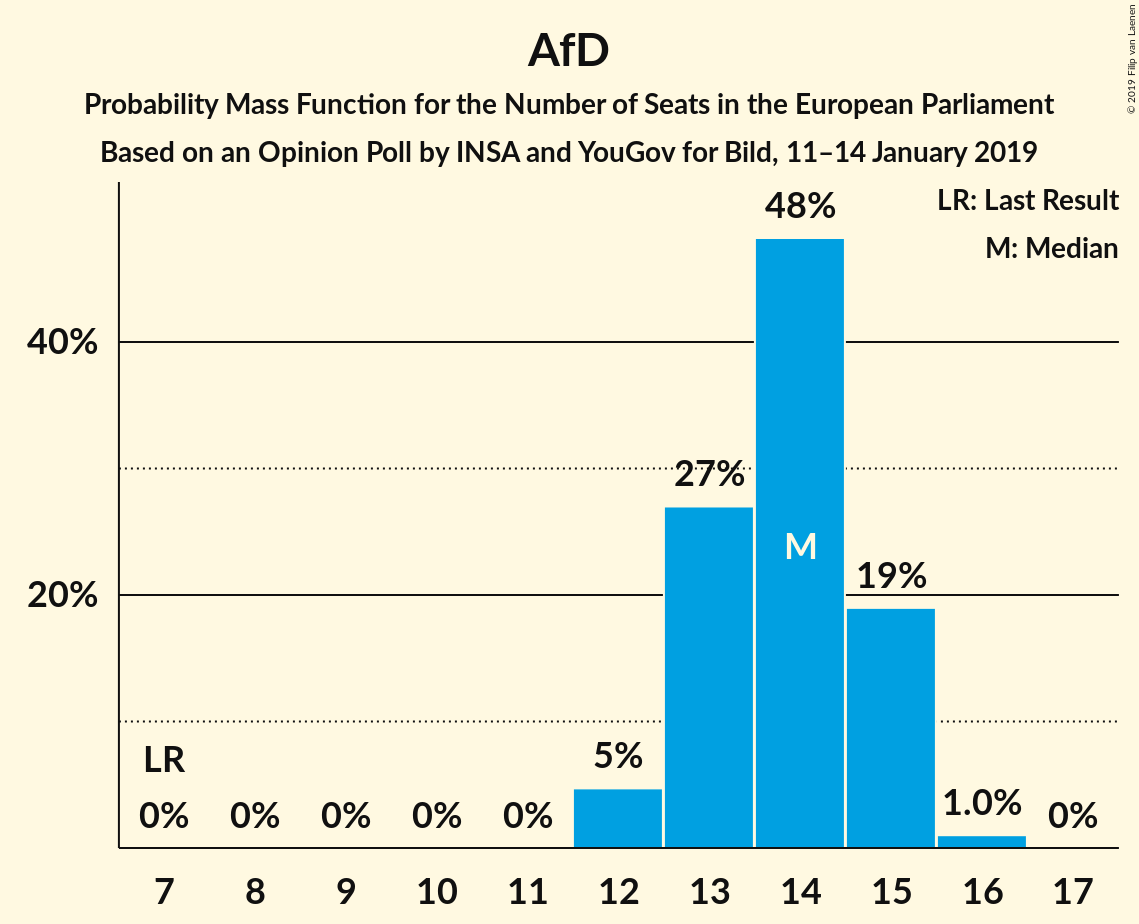 AfD
Probability Mass Function for the Number of Seats in the European Parliament
Based on an Opinion Poll by INSA and YouGov for Bild, 11–14 January 2019
© 2019 Filip van Laenen
LR: Last Result
M: Median
48%
40%
27%
M
19%
20%
LR
5%
0% 0% 0% 0% 0% 1.0% 0%
7 8 9 10 11 12 13 14 15 16 17